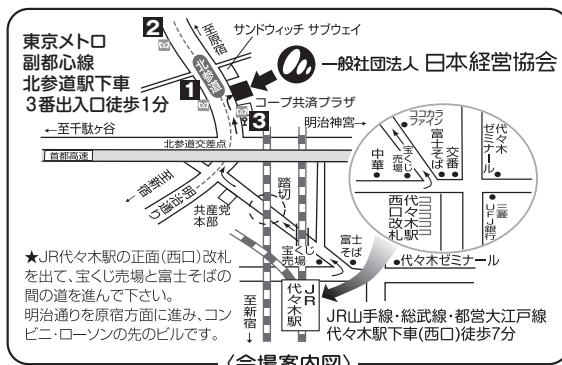 東京メトロ
副都心線
北参道駅下車
3番出入口徒歩1分
2
至原宿
サンドウィッチ サブウェイ
北参道
一般社団法人 日本経営協会
1
コープ共済プラザ
3
←至千駄ヶ谷
明治神宮→
北参道交差点
首都高速
至新宿
明治通り
共産党
本部
踏切
ココカラ
ファイン
中華
宝くじ
売場
富士そば
交番
代々木
ゼミナール
代々木駅
西口改札
三菱
UFJ銀行
★JR代々木駅の正面(西口)改札
を出て、宝くじ売場と富士そばの
間の道を進んで下さい。
明治通りを原宿方面に進み、コン
ビニ・ローソンの先のビルです。
宝くじ
売場
富士
そば
代々木ゼミナール
至新宿
JR
代々木駅
JR山手線・総武線・都営大江戸線
代々木駅下車(西口)徒歩7分
〈会場案内図〉